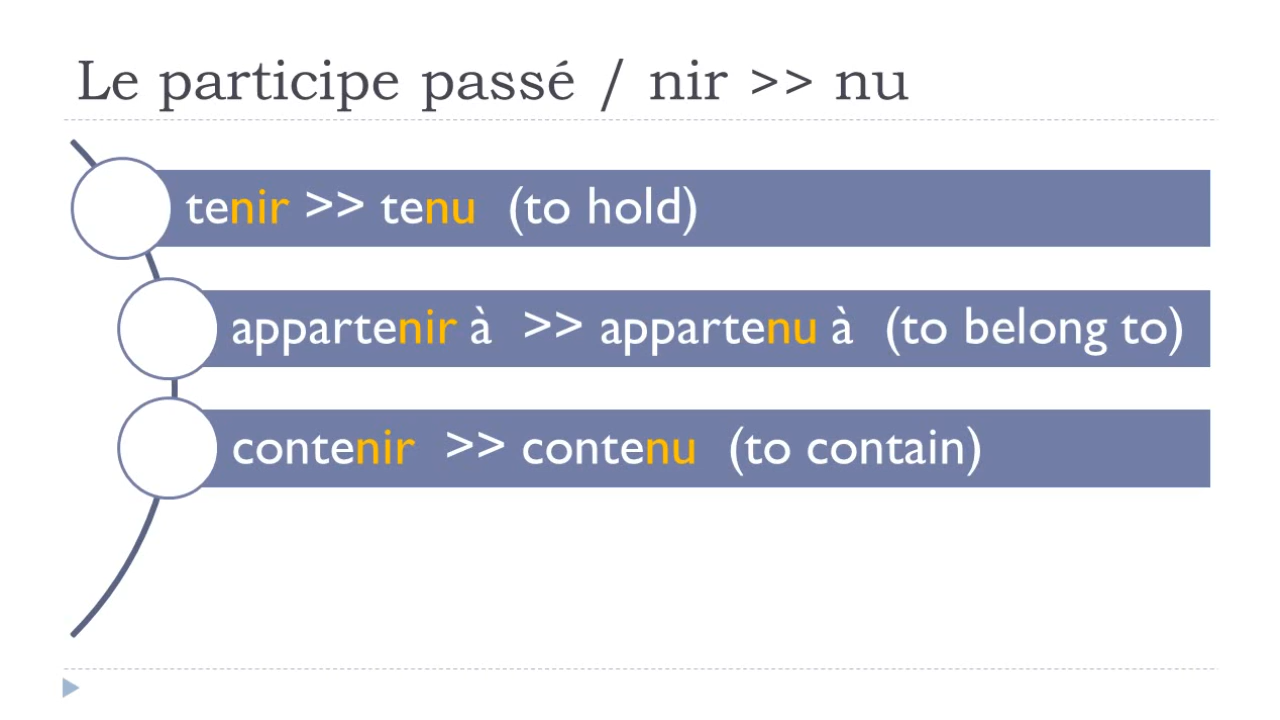 Le participe passé / nir >> nu
tenir >> tenu (to hold)
appartenir à >> appartenu à (to belong to)
contenir >> contenu (to contain)